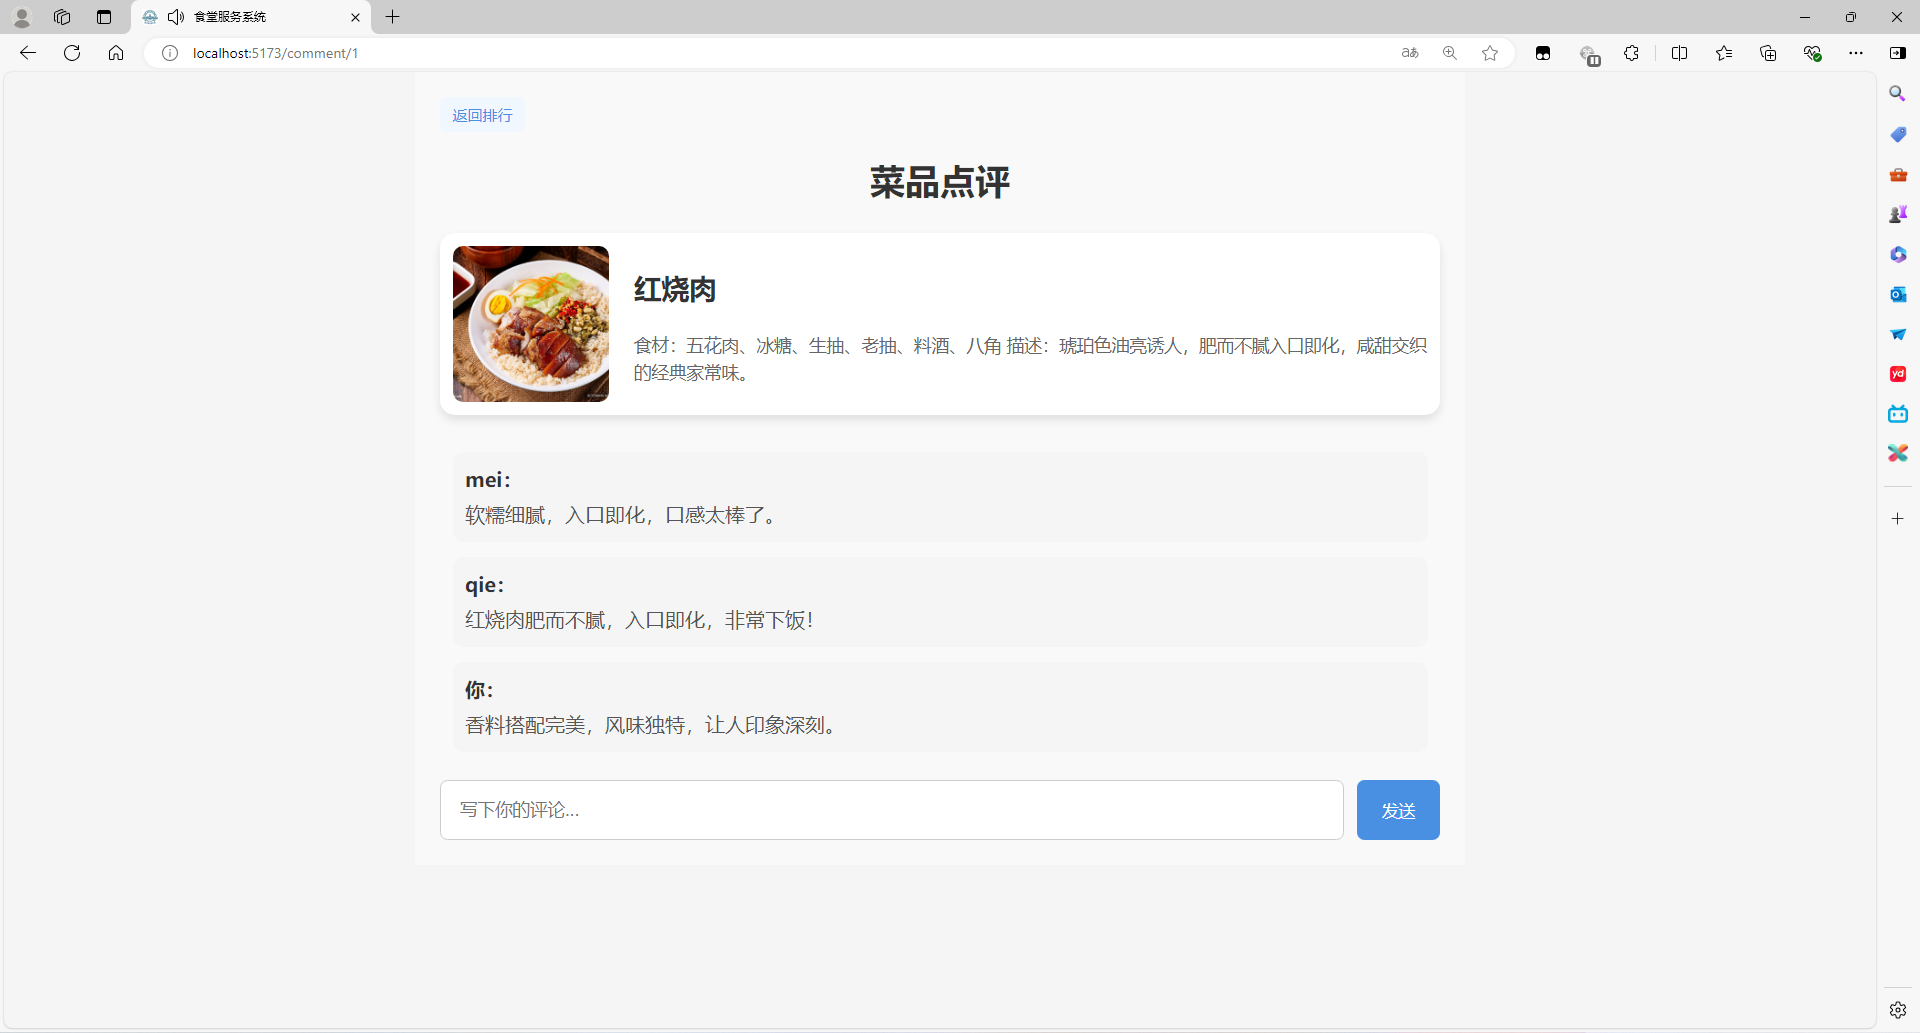 食堂服务系统
localhost:5173/comment/1
返回排行
菜品点评
红烧肉
食材：五花肉、冰糖、生抽、老抽、料酒、八角 描述：琥珀色油亮诱人，肥而不腻入口即化，咸甜交织
的经典家常味。
mei：
软糯细腻，入口即化，口感太棒了。
qie：
红烧肉肥而不腻，入口即化，非常下饭！
你：
香料搭配完美，风味独特，让人印象深刻。
写下你的评论...
发送